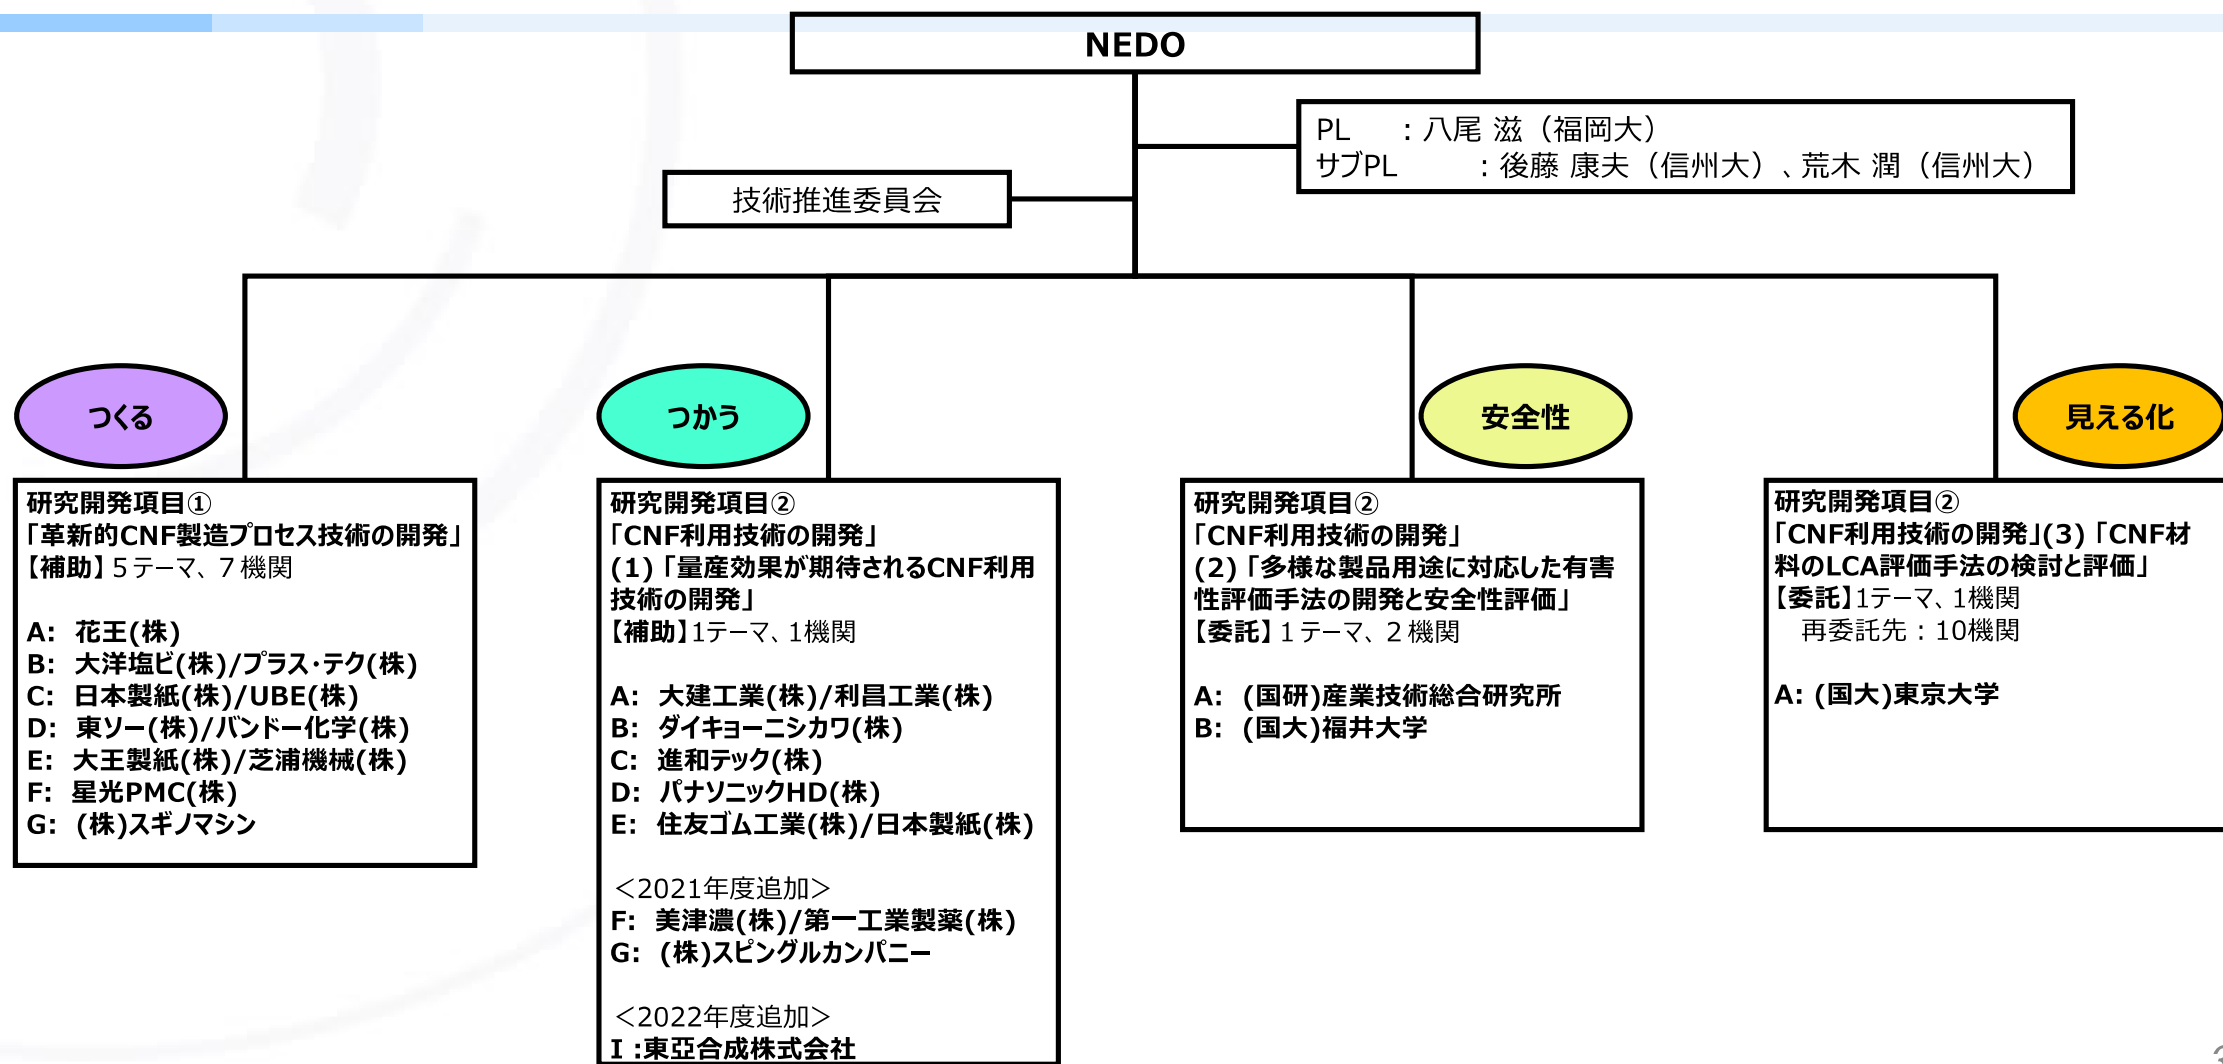 NEDO
PL : 八尾 滋（福岡大）
サブPL : 後藤 康夫（信州大）、荒木 潤（信州大）
技術推進委員会
つくる
研究開発項目①
「革新的CNF製造プロセス技術の開発」
【補助】５テーマ、７機関
A: 花王(株)
B: 大洋塩ビ(株)/プラス・テク(株)
C: 日本製紙(株)/UBE(株)
D: 東ソー(株)/バンドー化学(株)
E: 大王製紙(株)/芝浦機械(株)
F: 星光PMC(株)
G: (株)スギノマシン
つかう
研究開発項目②
「CNF利用技術の開発」
(1)「量産効果が期待されるCNF利用
技術の開発」
【補助】1テーマ、1機関
A: 大建工業(株)/利昌工業(株)
B: ダイキョーニシカワ(株)
C: 進和テック(株)
D: パナソニックHD(株)
E: 住友ゴム工業(株)/日本製紙(株)
＜2021年度追加＞
F: 美津濃(株)/第一工業製薬(株)
G: (株)スピングルカンパニー
＜2022年度追加＞
I :東亞合成株式会社
安全性
研究開発項目②
「CNF利用技術の開発」
(2)「多様な製品用途に対応した有害
性評価手法の開発と安全性評価」
【委託】１テーマ、２機関
A: (国研)産業技術総合研究所
B: (国大)福井大学
見える化
研究開発項目②
「CNF利用技術の開発」(3)「CNF材
料のLCA評価手法の検討と評価」
【委託】1テーマ、1機関
再委託先：10機関
A: (国大)東京大学